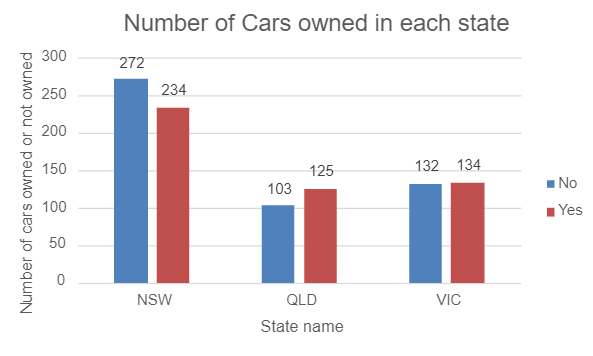 Number of Cars owned in each state
Number of cars owned or not owned
300
250
200
150
100
50
0
272
234
103
125
132
134
NSW
QLD
VIC
State name
No
Yes